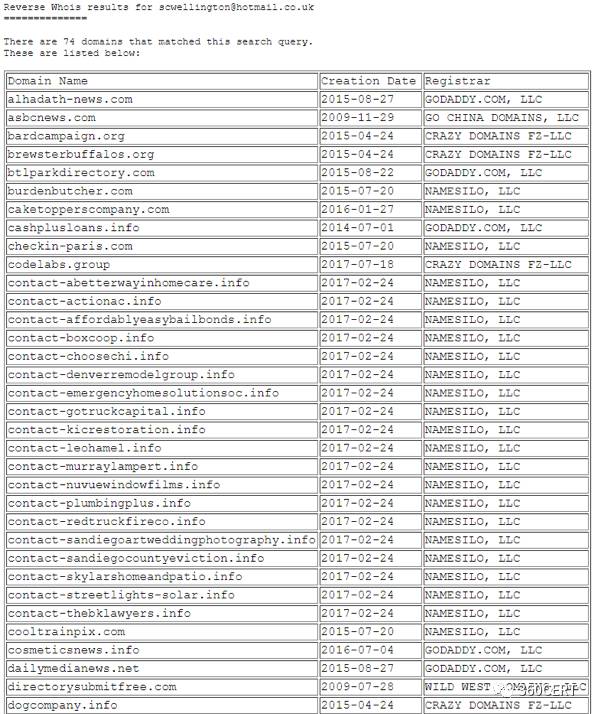 Reverse Whois results for scwellington@hotmail.co.uk
==============
There are 74 domains that matched this search query.
These are listed below:
Domain Name Creation Date Registrar
alhadath-news.com 2015-08-27 GODADDY.COM, LLC
asbcnews.com 2009-11-29 GO CHINA DOMAINS, LLC
bardcampaign.org 2015-04-24 CRAZY DOMAINS FZ-LLC
brewsterbuffalos.org 2015-04-24 CRAZY DOMAINS FZ-LLC
btlparkdirectory.com 2015-08-22 GODADDY.COM, LLC
burdenbutcher.com 2015-07-20 NAMESILO, LLC
caketopperscompany.com 2016-01-27 NAMESILO, LLC
cashplusloans.info 2014-07-01 GODADDY.COM, LLC
checkin-paris.com 2015-07-20 NAMESILO, LLC
codelabs.group 2017-07-18 CRAZY DOMAINS FZ-LLC
contact-abetterwayinhomecare.info 2017-02-24 NAMESILO, LLC
contact-actionac.info 2017-02-24 NAMESILO, LLC
contact-affordablyeasybailbonds.info 2017-02-24 NAMESILO, LLC
contact-boxcoop.info 2017-02-24 NAMESILO, LLC
contact-choosechi.info 2017-02-24 NAMESILO, LLC
contact-denverremodelgroup.info 2017-02-24 NAMESILO, LLC
contact-emergencyhomesolutionsoc.info 2017-02-24 NAMESILO, LLC
contact-gotruckcapital.info 2017-02-24 NAMESILO, LLC
contact-kicrestoration.info 2017-02-24 NAMESILO, LLC
contact-leohamel.info 2017-02-24 NAMESILO, LLC
contact-murraylampert.info 2017-02-24 NAMESILO, LLC
contact-nuvuewindowfilms.info 2017-02-24 NAMESILO, LLC
contact-plumbingplus.info 2017-02-24 NAMESILO, LLC
contact-redtruckfireco.info 2017-02-24 NAMESILO, LLC
contact-sandiegoartweddingphotography.info 2017-02-24 NAMESILO, LLC
contact-sandiegocountyeviction.info 2017-02-24 NAMESILO, LLC
contact-skylarshomeandpatio.info 2017-02-24 NAMESILO, LLC
contact-streetlights-solar.info 2017-02-24 NAMESILO, LLC
contact-thebklawyers.info 2017-02-24 NAMESILO, LLC
cooltrainpix.com 2015-07-20 NAMESILO, LLC
cosmeticsnews.info 2016-07-04 GODADDY.COM, LLC
dailymedianews.net 2015-08-27 GODADDY.COM, LLC
directorysubmitfree.com 2009-07-28 WILD WEST LLC
360CERT
dogcompany.info 2015-04-24 CRAZY DOMAINS FZ-LLC